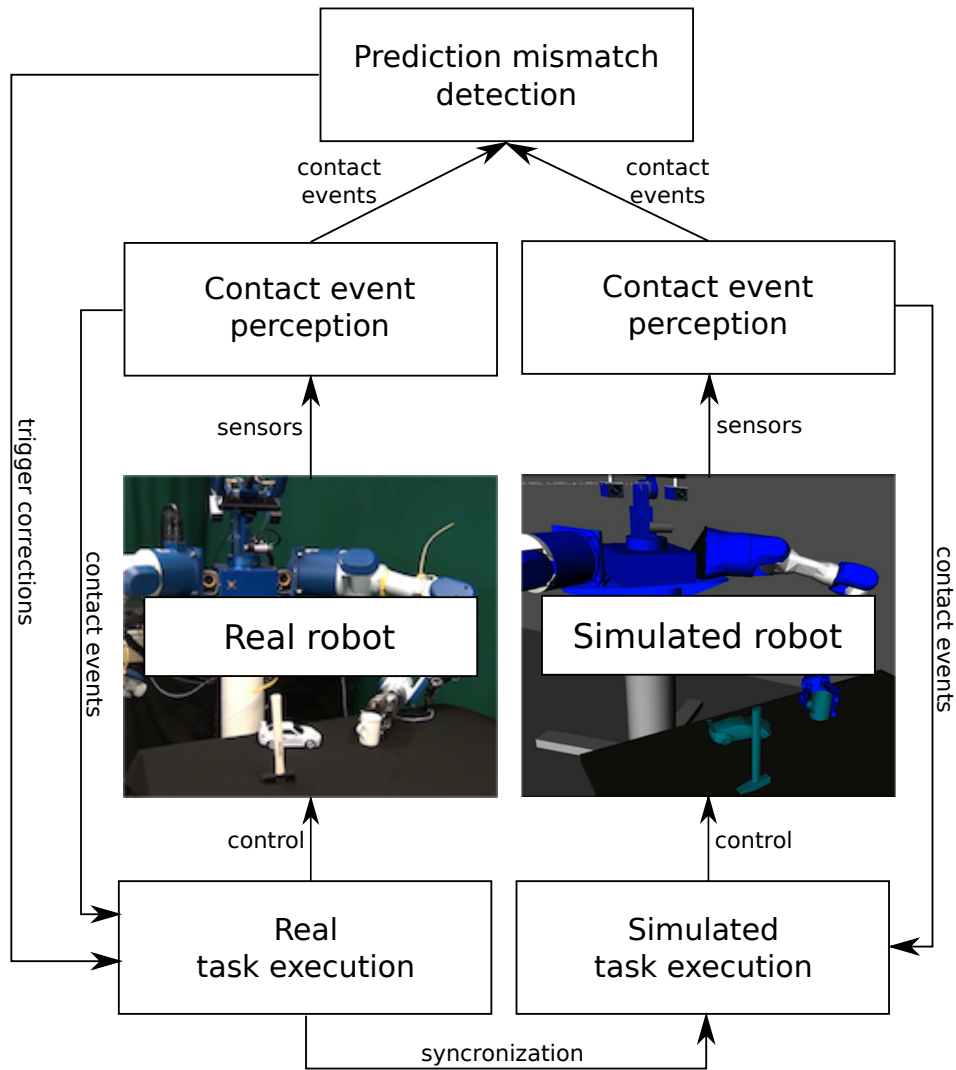 Prediction mismatch
detection
contact
events
contact
events
Contact event
perception
Contact event
perception
sensors
sensors
trigger corrections
contact events
contact events
Real robot
Simulated robot
control
control
Real
task execution
Simulated
task execution
syncronization